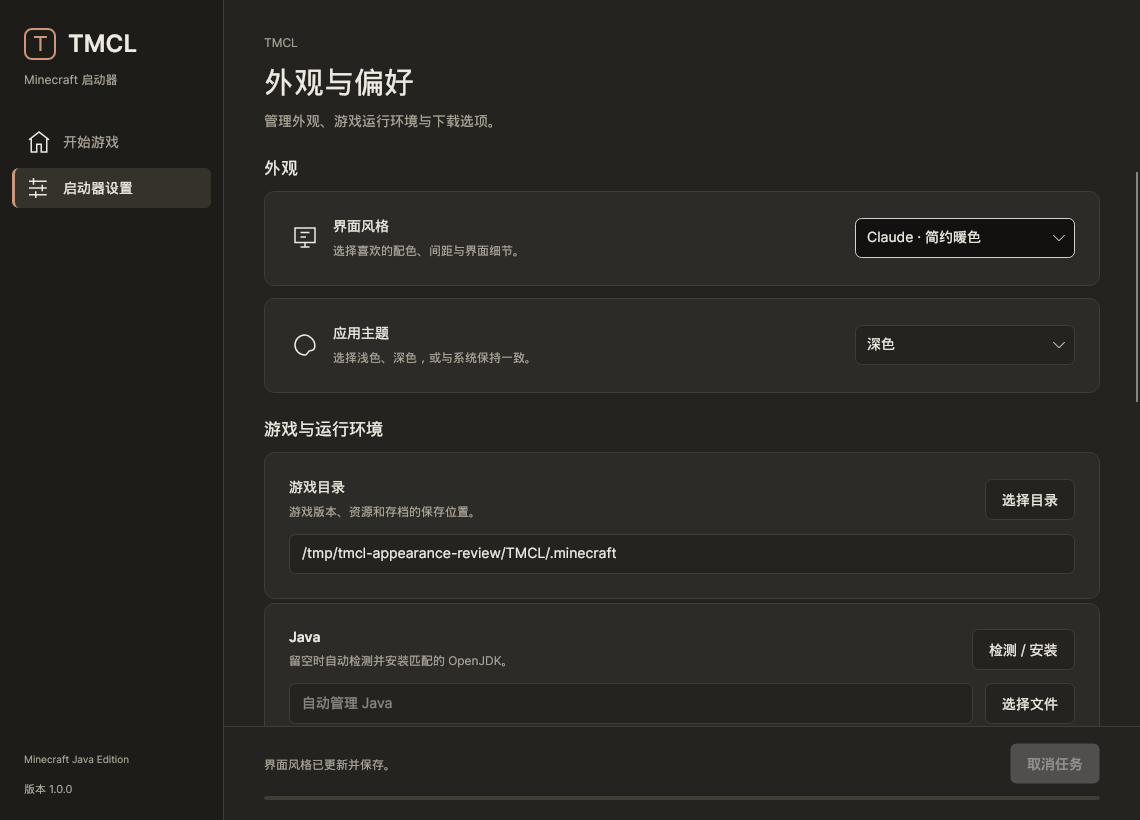 T TMCL
Minecraft 启动器
开始游戏
启动器设置
Minecraft Java Edition
版本 1.0.0
TMCL
外观与偏好
管理外观、游戏运行环境与下载选项。
外观
界面风格
选择喜欢的配色、间距与界面细节。
Claude · 简约暖色
应用主题
选择浅色、深色，或与系统保持一致。
深色
游戏与运行环境
游戏目录
游戏版本、资源和存档的保存位置。
选择目录
/tmp/tmcl-appearance-review/TMCL/.minecraft
Java
留空时自动检测并安装匹配的 OpenJDK。
检测 / 安装
自动管理 Java
选择文件
界面风格已更新并保存。
取消任务